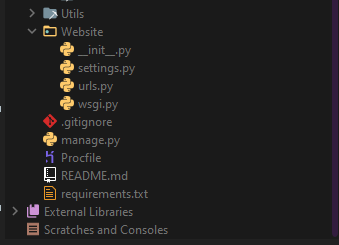 Utils
Website
__init__.py
settings.py
urls.py
wsgi.py
.gitignore
manage.py
Procfile
README.md
requirements.txt
External Libraries
Scratches and Consoles